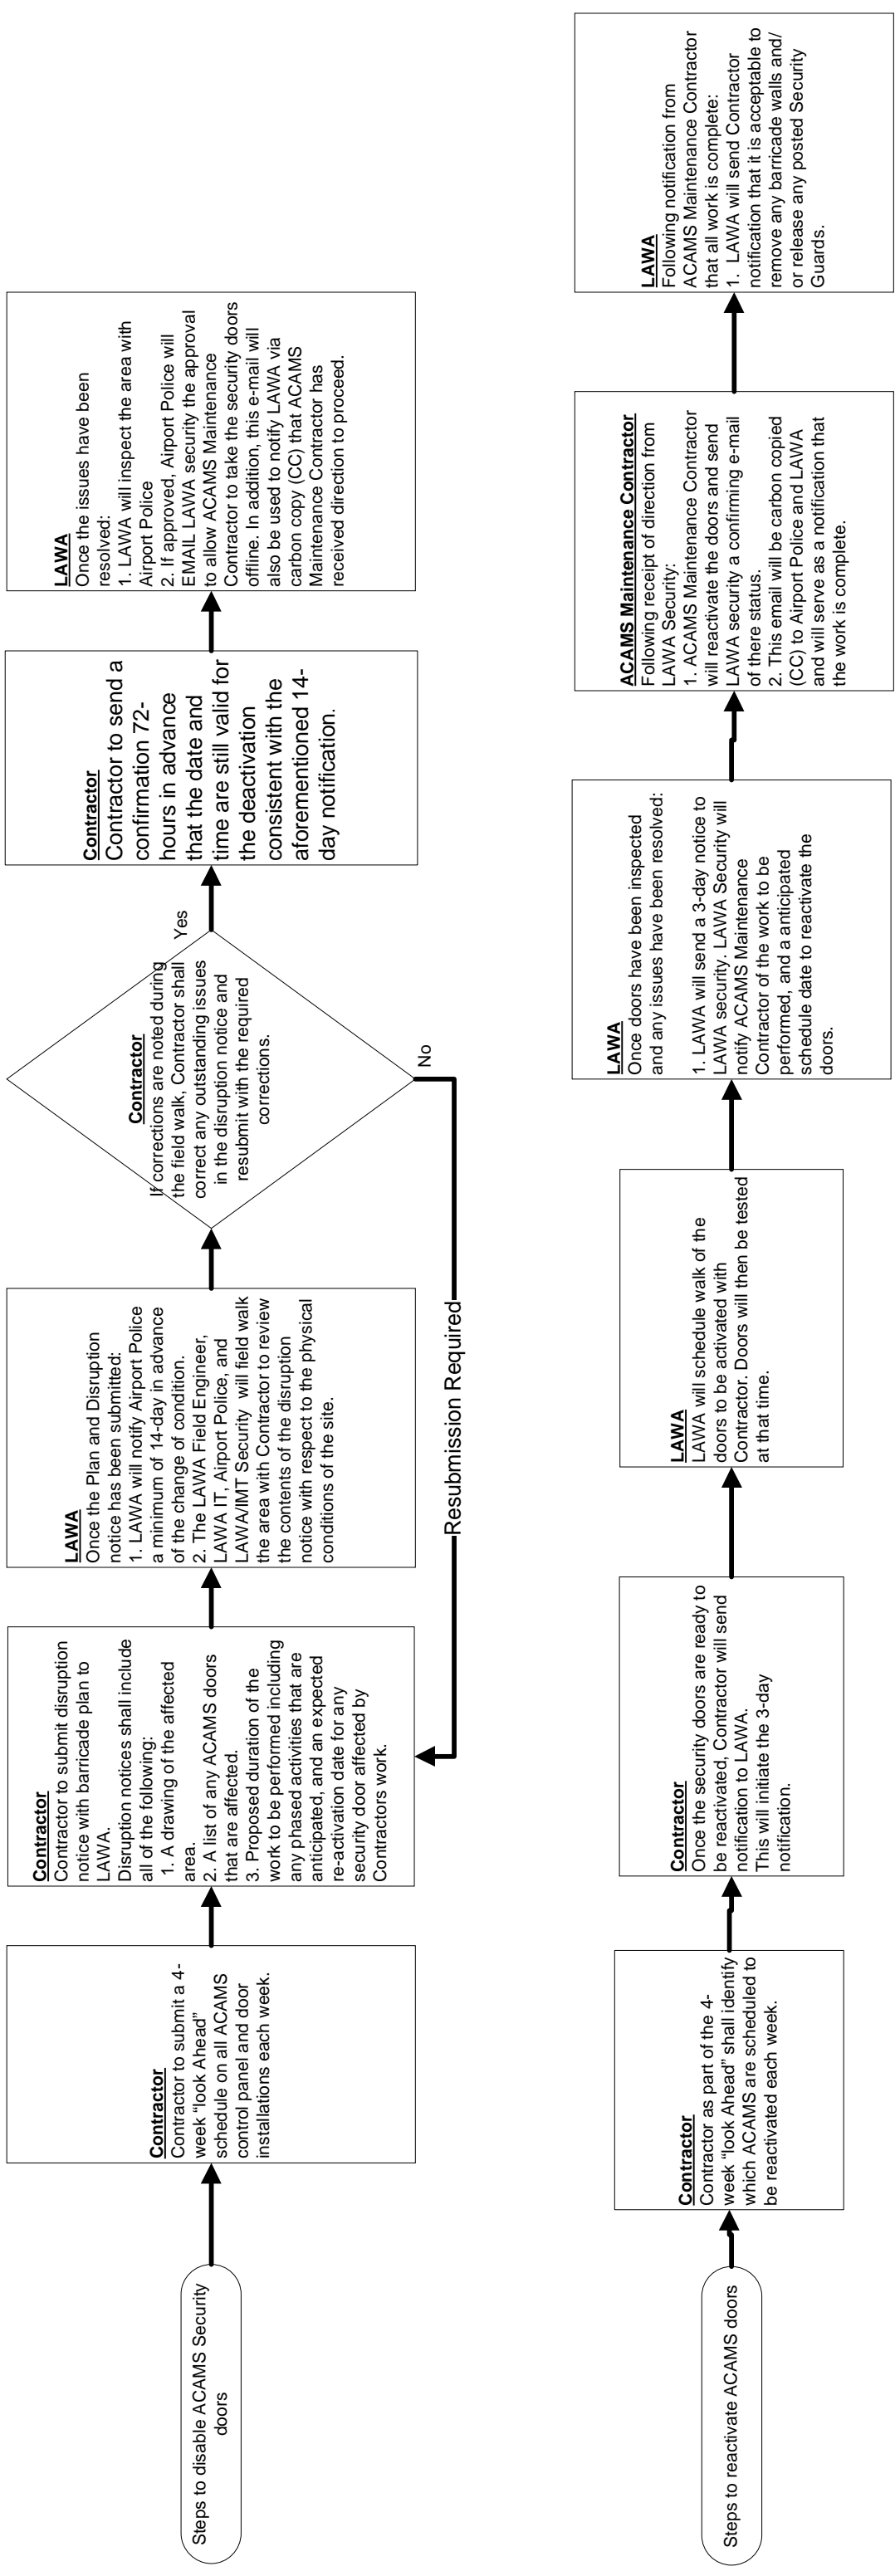 Steps to disable ACAMS Security
doors
Contractor
Contractor to submit a 4-
week “look Ahead”
schedule on all ACAMS
control panel and door
installations each week.
Contractor
Contractor to submit disruption
notice with barricade plan to
LAWA.
Disruption notices shall include
all of the following:
1. A drawing of the affected
area.
2. A list of any ACAMS doors
that are affected.
3. Proposed duration of the
work to be performed including
any phased activities that are
anticipated, and an expected
re-activation date for any
security door affected by
Contractors work.
LAWA
Once the Plan and Disruption
notice has been submitted:
1. LAWA will notify Airport Police
a minimum of 14-day in advance
of the change of condition.
2. The LAWA Field Engineer,
LAWA IT, Airport Police, and
LAWA/IMT Security will field walk
the area with Contractor to review
the contents of the disruption
notice with respect to the physical
conditions of the site.
Contractor
If corrections are noted during
the field walk, Contractor shall
correct any outstanding issues
in the disruption notice and
resubmit with the required
corrections.
Yes
No
Resubmission Required
Contractor
Contractor to send a
confirmation 72-
hours in advance
that the date and
time are still valid for
the deactivation
consistent with the
aforementioned 14-
day notification.
LAWA
Once the issues have been
resolved:
1. LAWA will inspect the area with
Airport Police
2. If approved, Airport Police will
EMAIL LAWA security the approval
to allow ACAMS Maintenance
Contractor to take the security doors
offline. In addition, this e-mail will
also be used to notify LAWA via
carbon copy (CC) that ACAMS
Maintenance Contractor has
received direction to proceed.
Steps to reactivate ACAMS doors
Contractor
Contractor as part of the 4-
week “look Ahead” shall identify
which ACAMS are scheduled to
be reactivated each week.
Contractor
Once the security doors are ready to
be reactivated, Contractor will send
notification to LAWA.
This will initiate the 3-day
notification.
LAWA
LAWA will schedule walk of the
doors to be activated with
Contractor. Doors will then be tested
at that time.
LAWA
Once doors have been inspected
and any issues have been resolved:
1. LAWA will send a 3-day notice to
LAWA security. LAWA Security will
notify ACAMS Maintenance
Contractor of the work to be
performed, and a anticipated
schedule date to reactivate the
doors.
ACAMS Maintenance Contractor
Following receipt of direction from
LAWA Security:
1. ACAMS Maintenance Contractor
will reactivate the doors and send
LAWA security a confirming e-mail
of there status.
2. This email will be carbon copied
(CC) to Airport Police and LAWA
and will serve as a notification that
the work is complete.
LAWA
Following notification from
ACAMS Maintenance Contractor
that all work is complete:
1. LAWA will send Contractor
notification that it is acceptable to
remove any barricade walls and/
or release any posted Security
Guards.